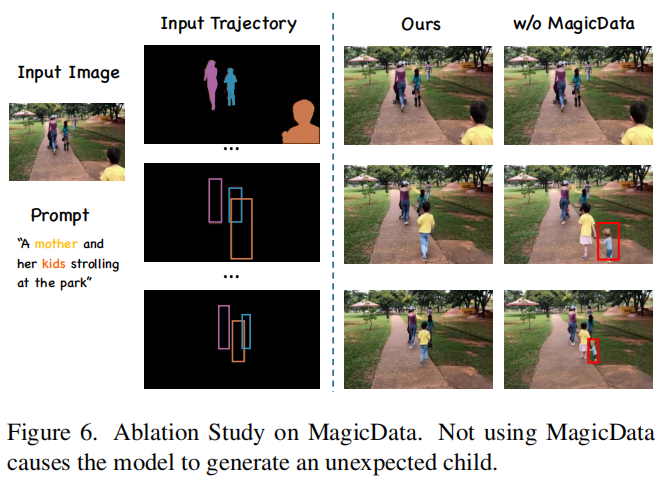 Input Trajectory
Ours
w/o MagicData
Input Image
...
Prompt
“A mother and
her kids strolling
at the park”
...
Figure 6. Ablation Study on MagicData. Not using MagicData
causes the model to generate an unexpected child.